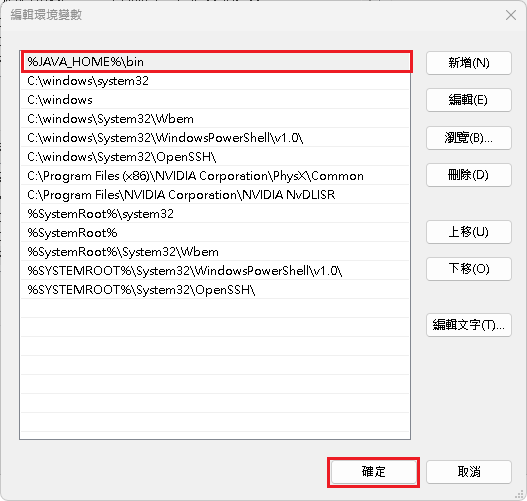 編輯環境變數
%JAVA_HOME%\bin
C:\windows\system32
C:\windows
C:\windows\System32\Wbem
C:\windows\System32\WindowsPowerShell\v1.0\
C:\windows\System32\OpenSSH\
C:\Program Files (x86)\NVIDIA Corporation\PhysX\Common
C:\Program Files\NVIDIA Corporation\NVIDIA NvDLISR
%SystemRoot%\system32
%SystemRoot%
%SystemRoot%\System32\Wbem
%SYSTEMROOT%\System32\WindowsPowerShell\v1.0\
%SYSTEMROOT%\System32\OpenSSH\
新增(N)
編輯(E)
瀏覽(B)...
刪除(D)
上移(U)
下移(O)
編輯文字(T)...
確定
取消